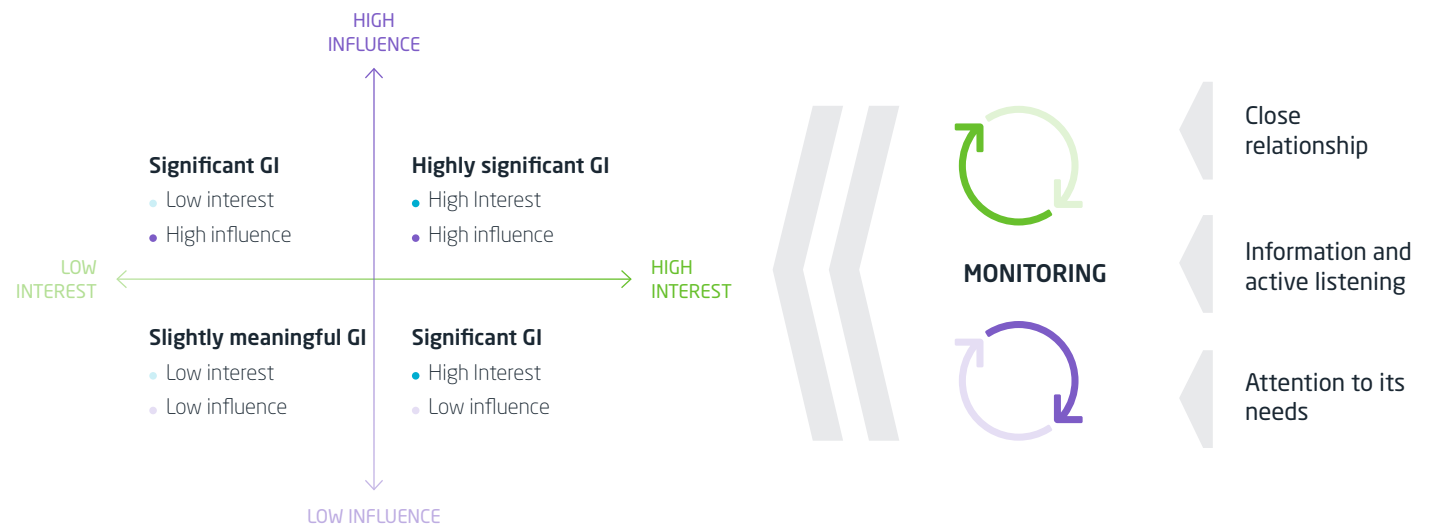 HIGH
INFLUENCE
Significant GI
Low interest
High influence
Highly significant GI
High Interest
High influence
LOW
INTEREST
HIGH
INTEREST
Slightly meaningful GI
Low interest
Low influence
Significant GI
High Interest
Low influence
LOW INFLUENCE
MONITORING
Close
relationship
Information and
active listening
Attention to its
needs